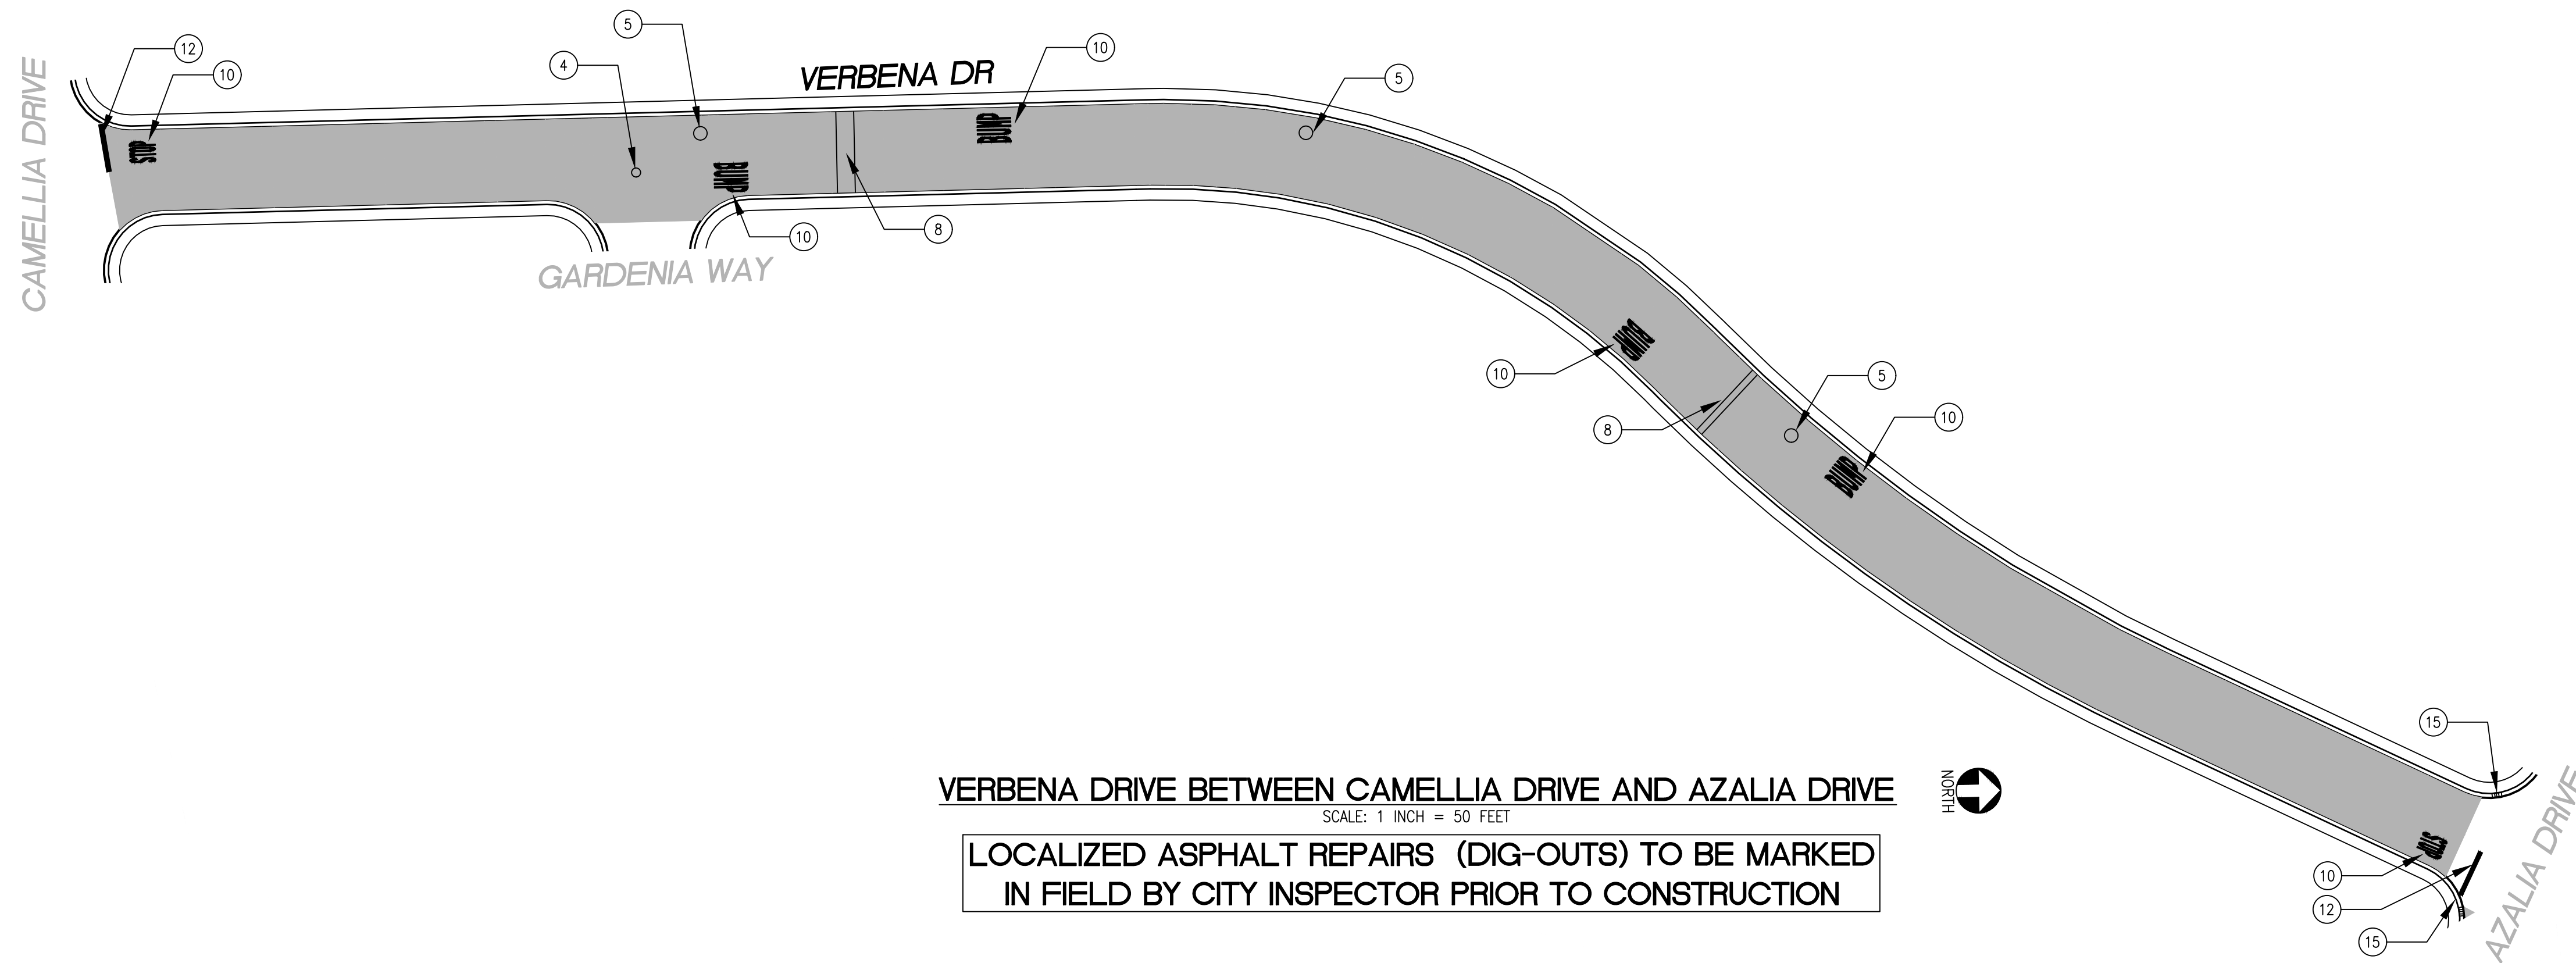 CAMELLIA DRIVE
12
10
STOP
4
5
BUMP
10
GARDENIA WAY
VERBENA DR
8
BUMP
10
5
BUMP
10
8
5
BUMP
10
15
STOP
10
12
15
AZALIA DRIVE
VERBENA DRIVE BETWEEN CAMELLIA DRIVE AND AZALIA DRIVE
SCALE: 1 INCH = 50 FEET
NORTH
LOCALIZED ASPHALT REPAIRS (DIG-OUTS) TO BE MARKED
IN FIELD BY CITY INSPECTOR PRIOR TO CONSTRUCTION